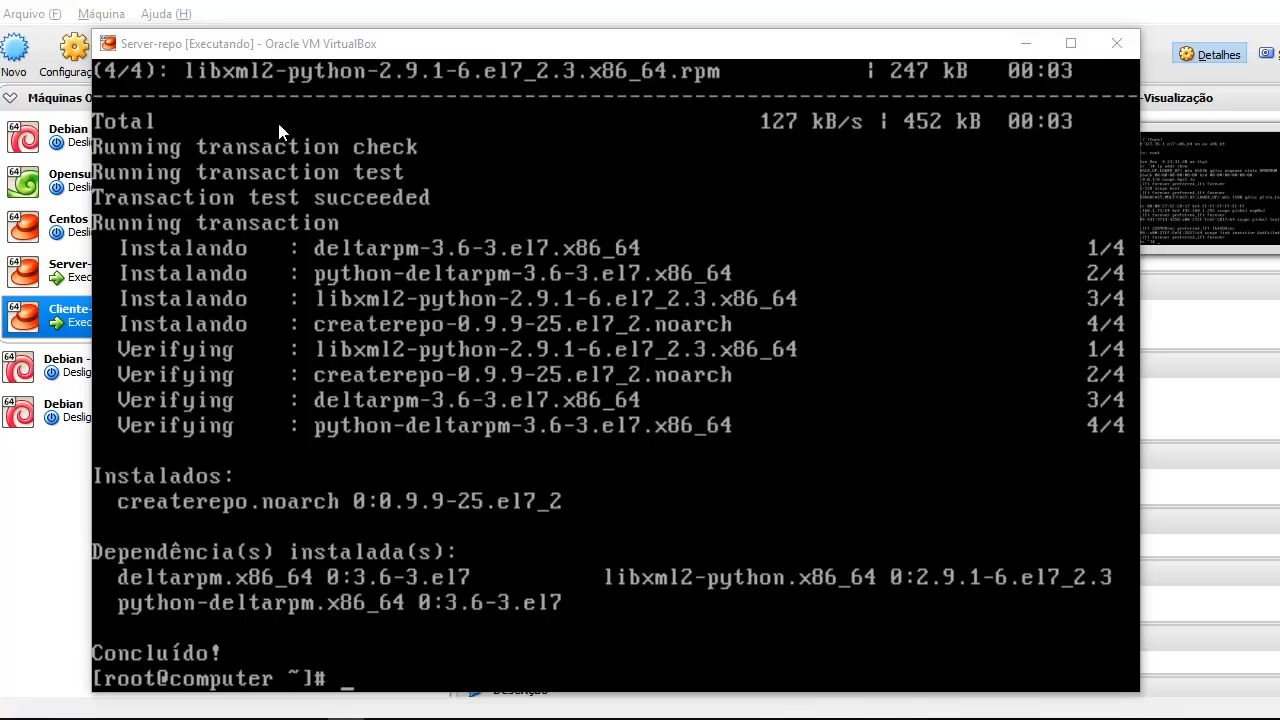 Arquivo (F) Máquina Ajuda (H)
Server-repo [Executando] - Oracle VM VirtualBox
Novo Configuraç
Detalhes
Máquinas O
-Visualização
Debian
Desli
Opensu
Desli
Centos
Desli
Server-
Exec
Cliente-
Exec
Debian -
Deslig
Debian
Deslig
(4/4): libxml2-python-2.9.1-6.el7_2.3.x86_64.rpm | 247 kB 00:03
--------------------------------------------------------------------------------
Total 127 kB/s | 452 kB 00:03
Running transaction check
Running transaction test
Transaction test succeeded
Running transaction
Instalando : deltarpm-3.6-3.el7.x86_64 1/4
Instalando : python-deltarpm-3.6-3.el7.x86_64 2/4
Instalando : libxml2-python-2.9.1-6.el7_2.3.x86_64 3/4
Instalando : createrepo-0.9.9-25.el7_2.noarch 4/4
Verifying : libxml2-python-2.9.1-6.el7_2.3.x86_64 1/4
Verifying : createrepo-0.9.9-25.el7_2.noarch 2/4
Verifying : deltarpm-3.6-3.el7.x86_64 3/4
Verifying : python-deltarpm-3.6-3.el7.x86_64 4/4
Instalados:
createrepo.noarch 0:0.9.9-25.el7_2
Dependência(s) instalada(s):
deltarpm.x86_64 0:3.6-3.el7 libxml2-python.x86_64 0:2.9.1-6.el7_2.3
python-deltarpm.x86_64 0:3.6-3.el7
Concluído!
[root@computer ~]# _